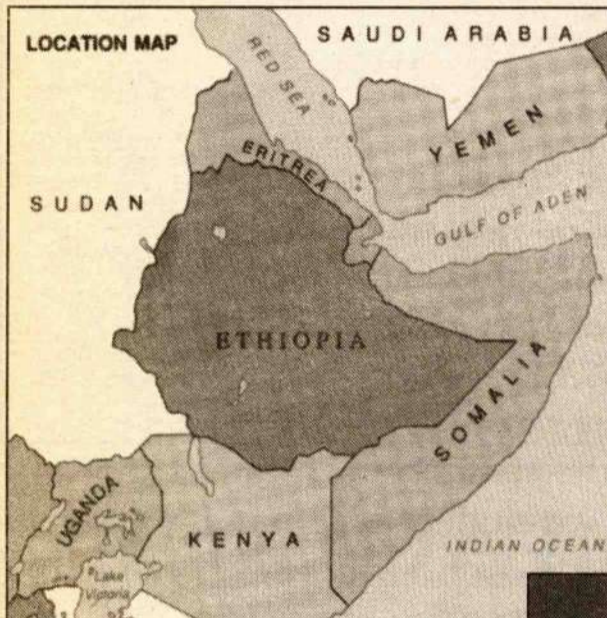 LOCATION MAP
SAUDI ARABIA
RED SEA
YEMEN
ERITREA
SUDAN
GULF OF ADEN
ETHIOPIA
SOMALIA
UGANDA
KENYA
INDIAN OCEAN
Lake
Victoria